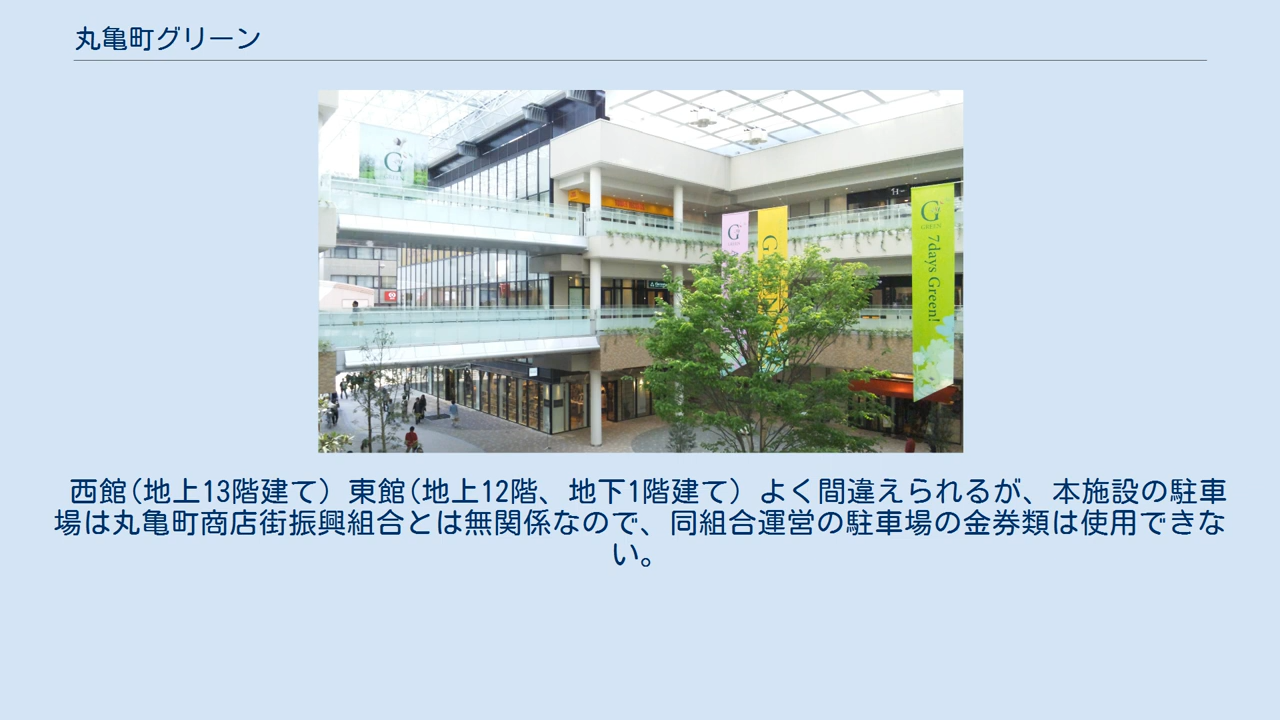 丸亀町グリーン
G
G
GREEN
G
G
GREEN
7days Green!
西館(地上13階建て) 東館(地上12階、地下1階建て) よく間違えられるが、本施設の駐車
場は丸亀町商店街振興組合とは無関係なので、同組合運営の駐車場の金券類は使用できな
い。